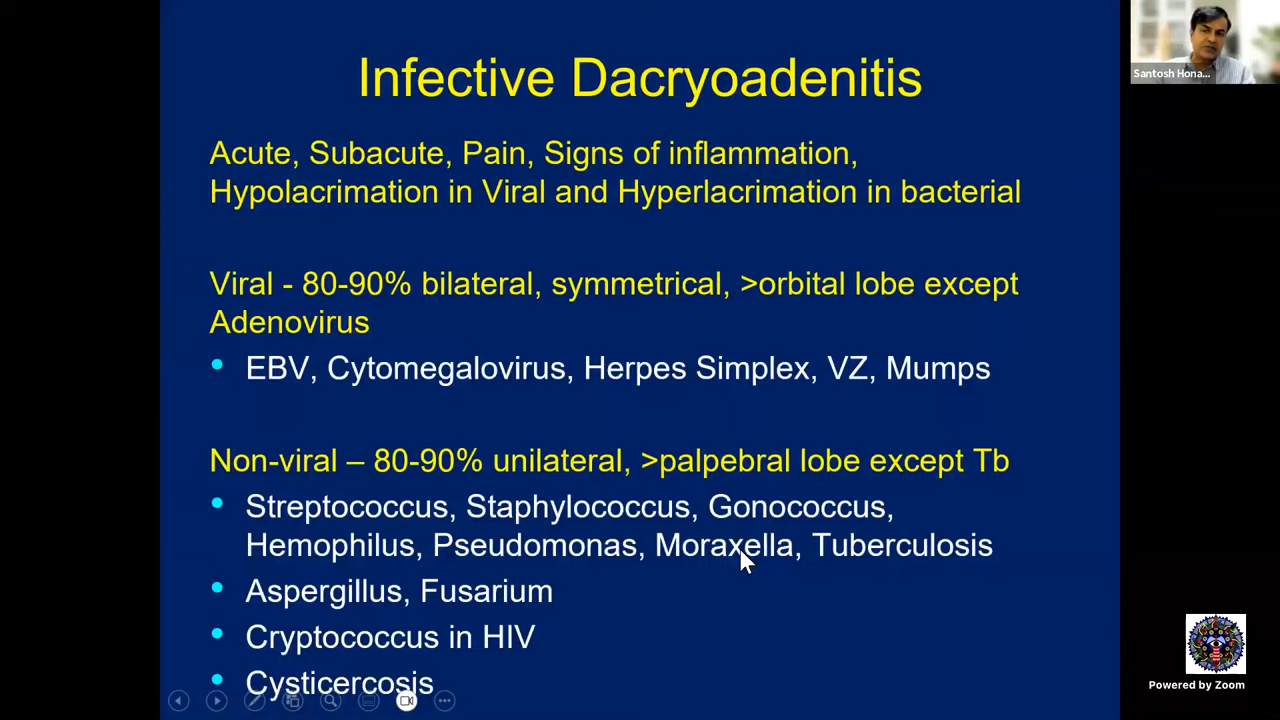 Infective Dacryoadenitis
Acute, Subacute, Pain, Signs of inflammation,
Hypolacrimation in Viral and Hyperlacrimation in bacterial
Viral - 80-90% bilateral, symmetrical, >orbital lobe except
Adenovirus
• EBV, Cytomegalovirus, Herpes Simplex, VZ, Mumps
Non-viral – 80-90% unilateral, >palpebral lobe except Tb
• Streptococcus, Staphylococcus, Gonococcus,
Hemophilus, Pseudomonas, Moraxella, Tuberculosis
• Aspergillus, Fusarium
• Cryptococcus in HIV
• Cysticercosis
Santosh Hona...
Powered by Zoom